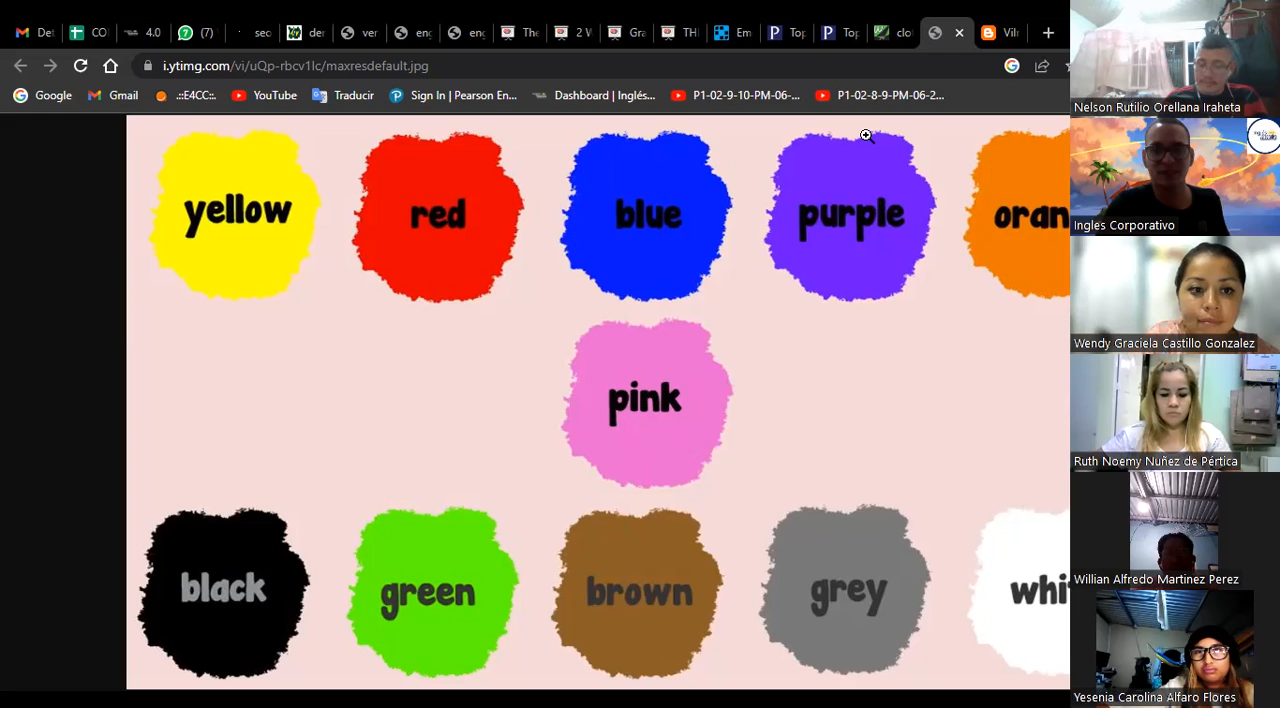 Det
CO
4.0
(7)
sec
de
ver
eng
eng
The
2 W
Gra
TH
Em
Top
Top
clo
Vil
i.ytimg.com/vi/uQp-rbcv1lc/maxresdefault.jpg
Google
Gmail
.::E4CC::.
YouTube
Traducir
Sign In | Pearson En...
Dashboard | Inglés...
P1-02-9-10-PM-06-...
P1-02-8-9-PM-06-2...
yellow
red
blue
purple
oran
pink
black
green
brown
grey
whi
Nelson Rutilio Orellana Iraheta
Ingles Corporativo
Wendy Graciela Castillo Gonzalez
Ruth Noemy Nuñez de Pértica
Willian Alfredo Martinez Perez
Yesenia Carolina Alfaro Flores